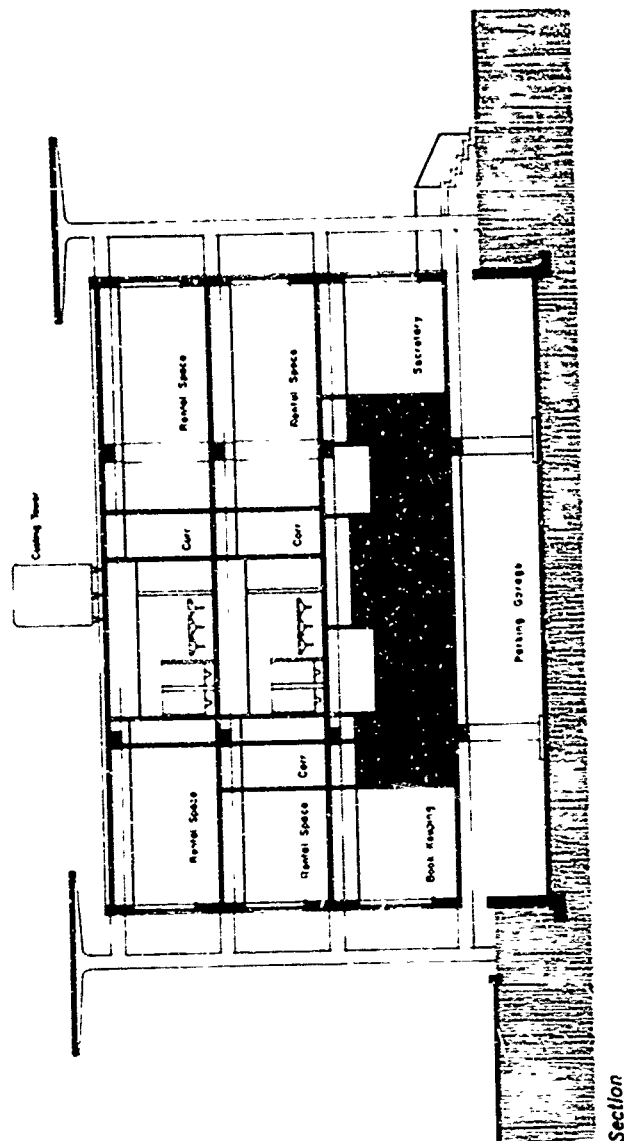 Cooling Tower
Rental Space
Corr
Rental Space
Rental Space
Corr
Corr
Rental Space
Book Keeping
Secretary
Parking Garage
Section